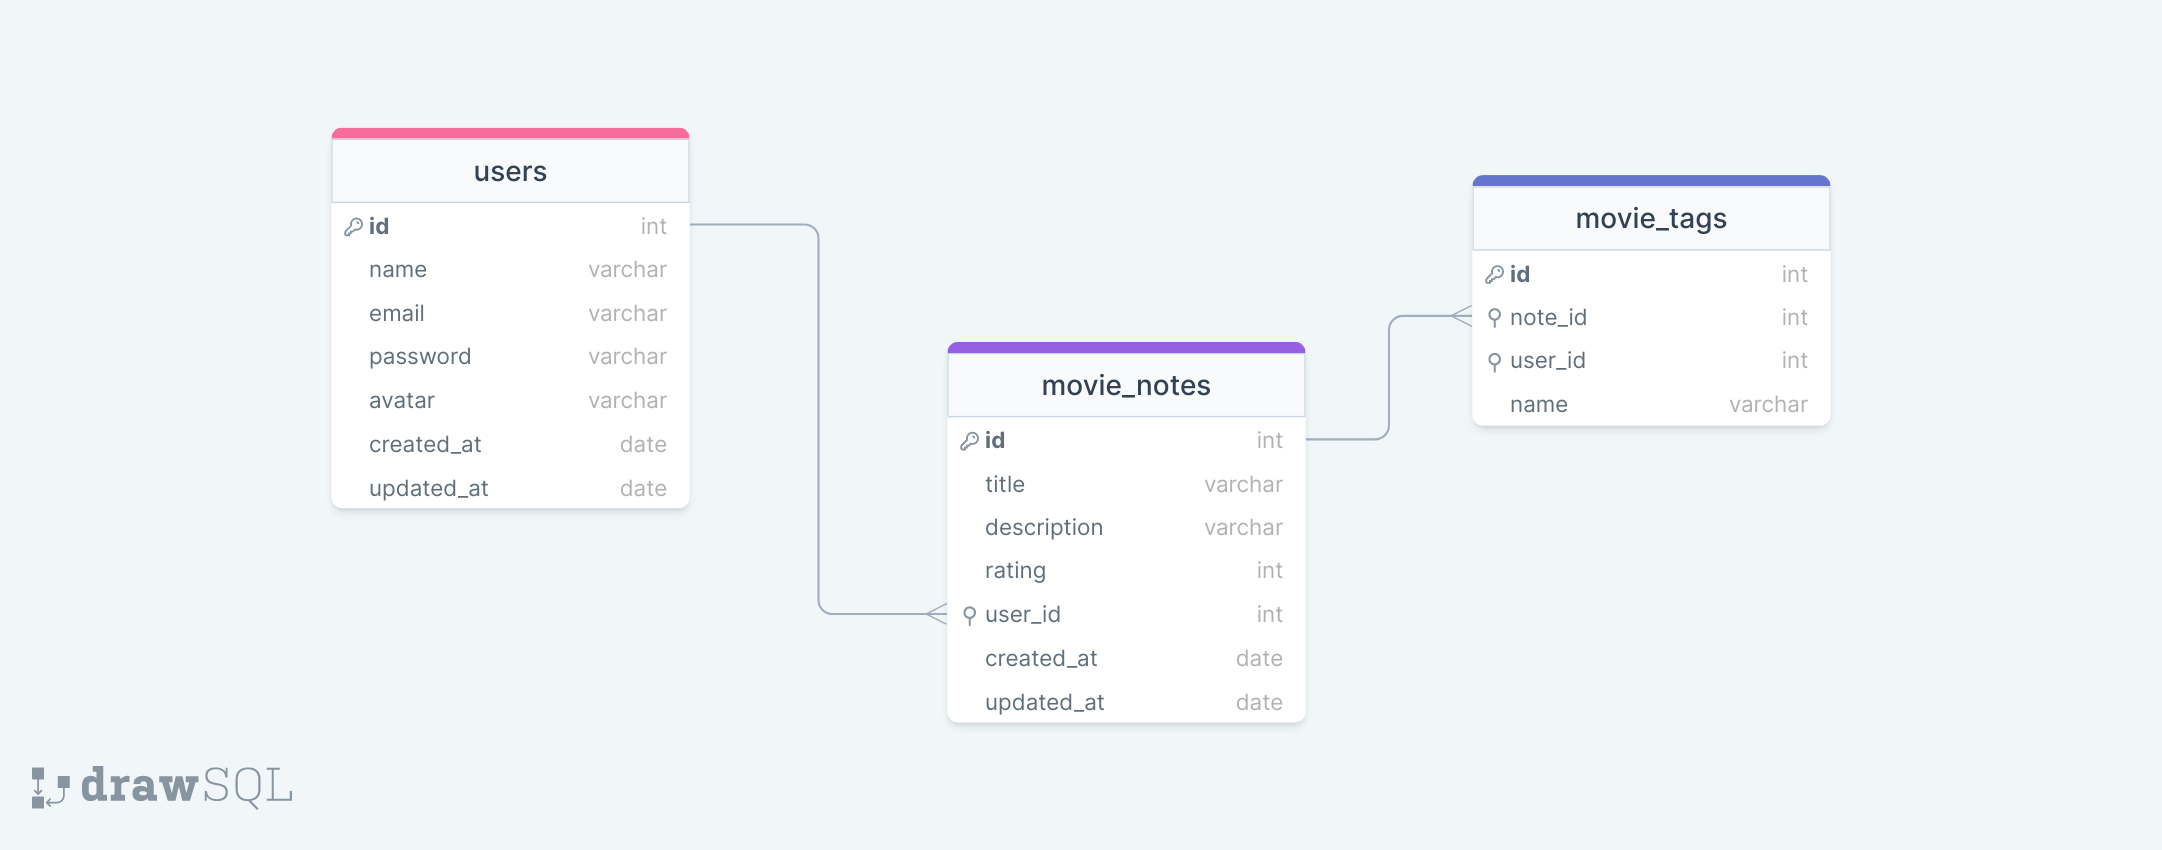 users
id int
name varchar
email varchar
password varchar
avatar varchar
created_at date
updated_at date
movie_notes
id int
title varchar
description varchar
rating int
user_id int
created_at date
updated_at date
movie_tags
id int
note_id int
user_id int
name varchar
drawSQL